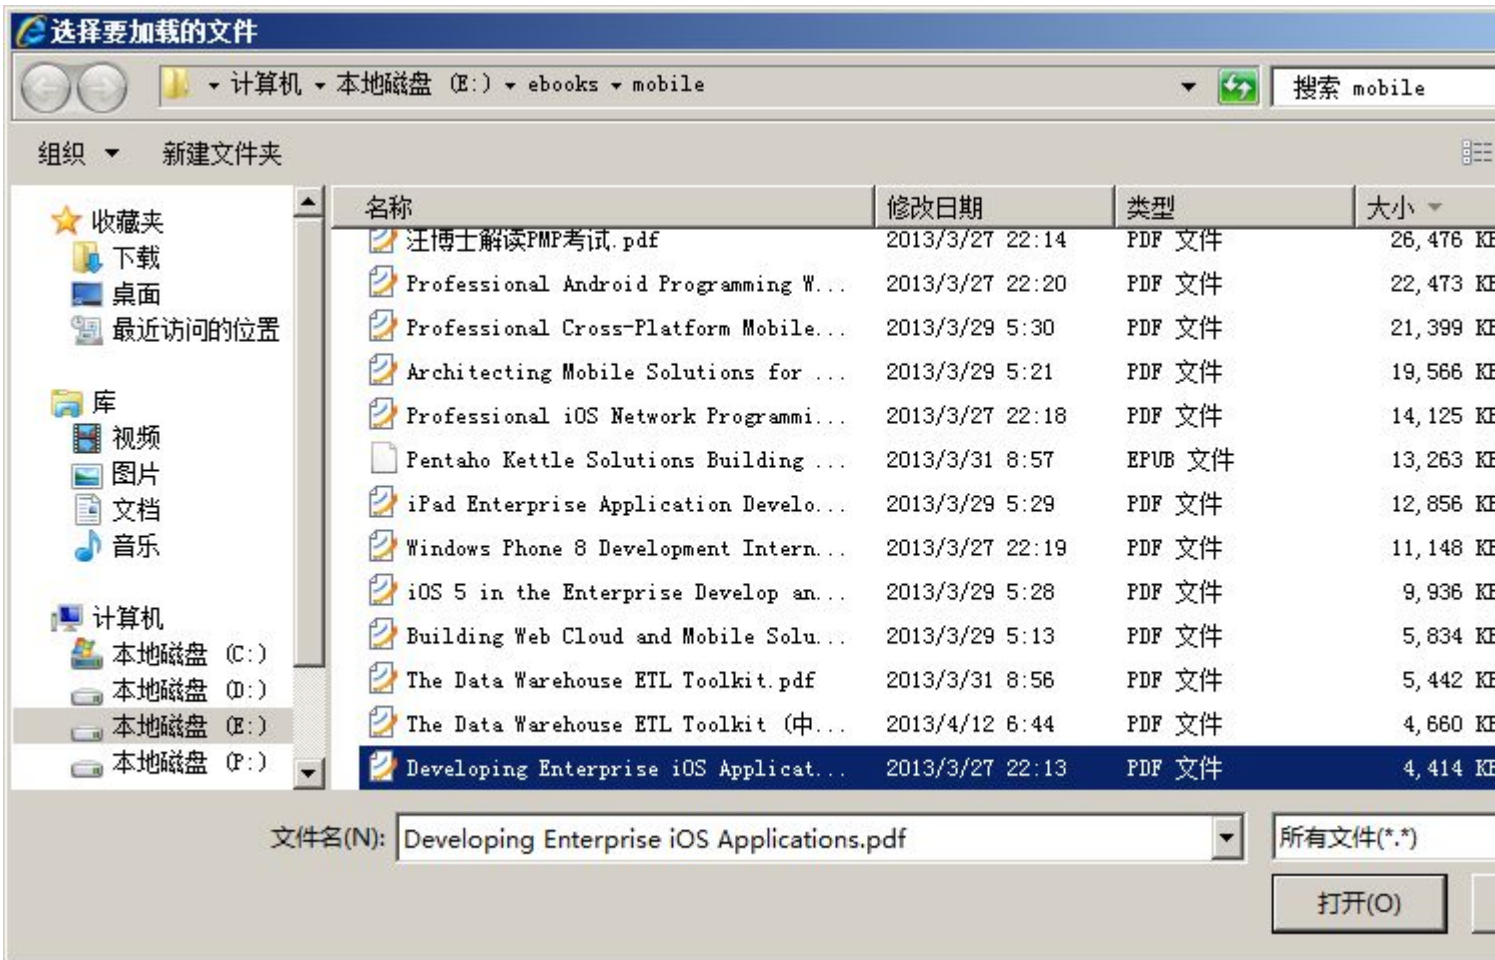 选择要加载的文件
计算机 本地磁盘 (E:) ebooks mobile 搜索 mobile
组织 新建文件夹
收藏夹
下载
桌面
最近访问的位置
库
视频
图片
文档
音乐
计算机
本地磁盘 (C:)
本地磁盘 (D:)
本地磁盘 (E:)
本地磁盘 (P:)
名称 修改日期 类型 大小
汪博士解读PMP考试.pdf 2013/3/27 22:14 PDF 文件 26,476 KB
Professional Android Programming W... 2013/3/27 22:20 PDF 文件 22,473 KB
Professional Cross-Platform Mobile... 2013/3/29 5:30 PDF 文件 21,399 KB
Architecting Mobile Solutions for ... 2013/3/29 5:21 PDF 文件 19,566 KB
Professional iOS Network Programmi... 2013/3/27 22:18 PDF 文件 14,125 KB
Pentaho Kettle Solutions Building ... 2013/3/31 8:57 EPUB 文件 13,263 KB
iPad Enterprise Application Develo... 2013/3/29 5:29 PDF 文件 12,856 KB
Windows Phone 8 Development Intern... 2013/3/27 22:19 PDF 文件 11,148 KB
iOS 5 in the Enterprise Develop an... 2013/3/29 5:28 PDF 文件 9,936 KB
Building Web Cloud and Mobile Solu... 2013/3/29 5:13 PDF 文件 5,834 KB
The Data Warehouse ETL Toolkit.pdf 2013/3/31 8:56 PDF 文件 5,442 KB
The Data Warehouse ETL Toolkit (中... 2013/4/12 6:44 PDF 文件 4,660 KB
Developing Enterprise iOS Applicat... 2013/3/27 22:13 PDF 文件 4,414 KB
文件名(N): Developing Enterprise iOS Applications.pdf 所有文件(*.*)
打开(O)